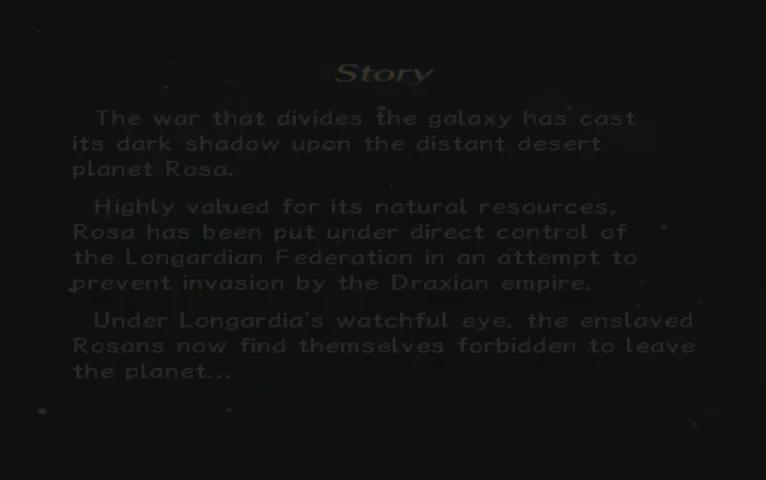 Story
The war that divides the galaxy has cast
its dark shadow upon the distant desert
planet Rosa.
Highly valued for its natural resources,
Rosa has been put under direct control of
the Longardian Federation in an attempt to
prevent invasion by the Draxian empire.
Under Longardia's watchful eye, the enslaved
Rosans now find themselves forbidden to leave
the planet...